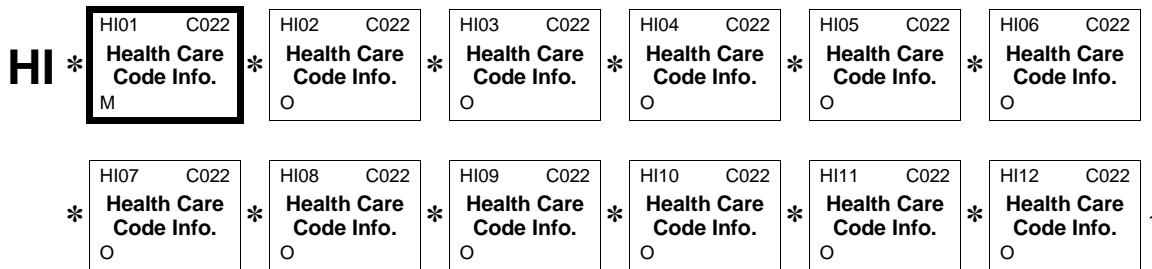 HI * HI01 C022 * HI02 C022 * HI03 C022 * HI04 C022 * HI05 C022 * HI06 C022
Health Care Health Care Health Care Health Care Health Care Health Care
Code Info. Code Info. Code Info. Code Info. Code Info. Code Info.
M O O O O O
* HI07 C022 * HI08 C022 * HI09 C022 * HI10 C022 * HI11 C022 * HI12 C022
Health Care Health Care Health Care Health Care Health Care Health Care
Code Info. Code Info. Code Info. Code Info. Code Info. Code Info.
O O O O O O